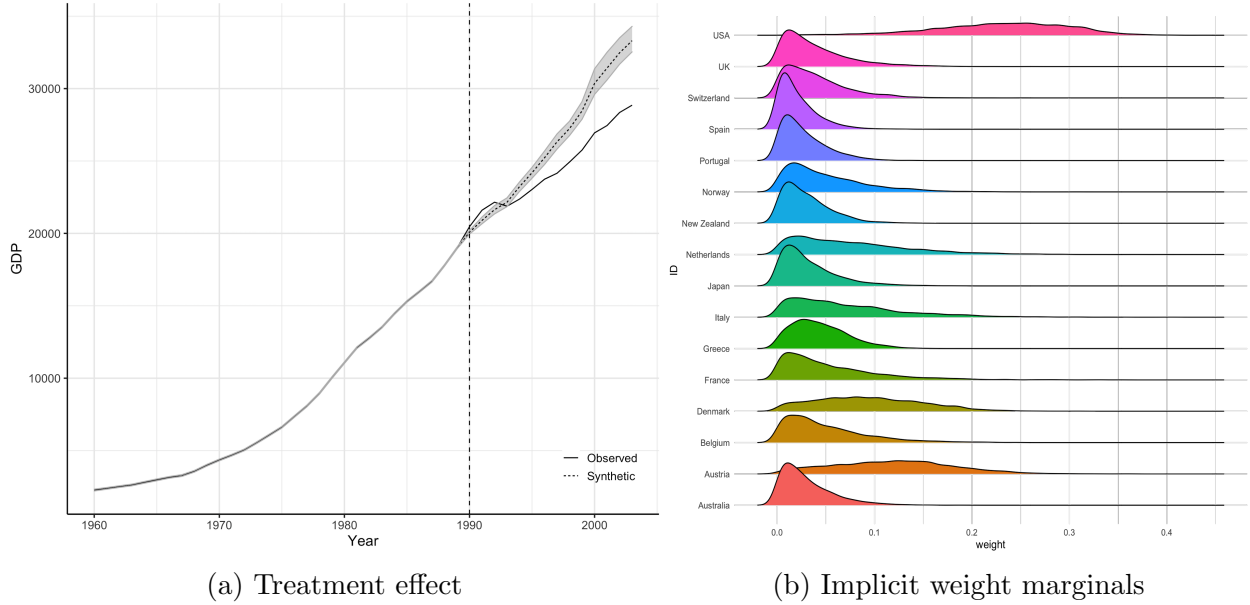 30000
20000
10000
GDP
1960
1970
1980
1990
2000
Year
Observed
Synthetic
(a) Treatment effect
USA
UK
Switzerland
Spain
Portugal
Norway
New Zealand
Netherlands
Japan
Italy
Greece
France
Denmark
Belgium
Austria
Australia
ID
0.0
0.1
0.2
0.3
0.4
weight
(b) Implicit weight marginals